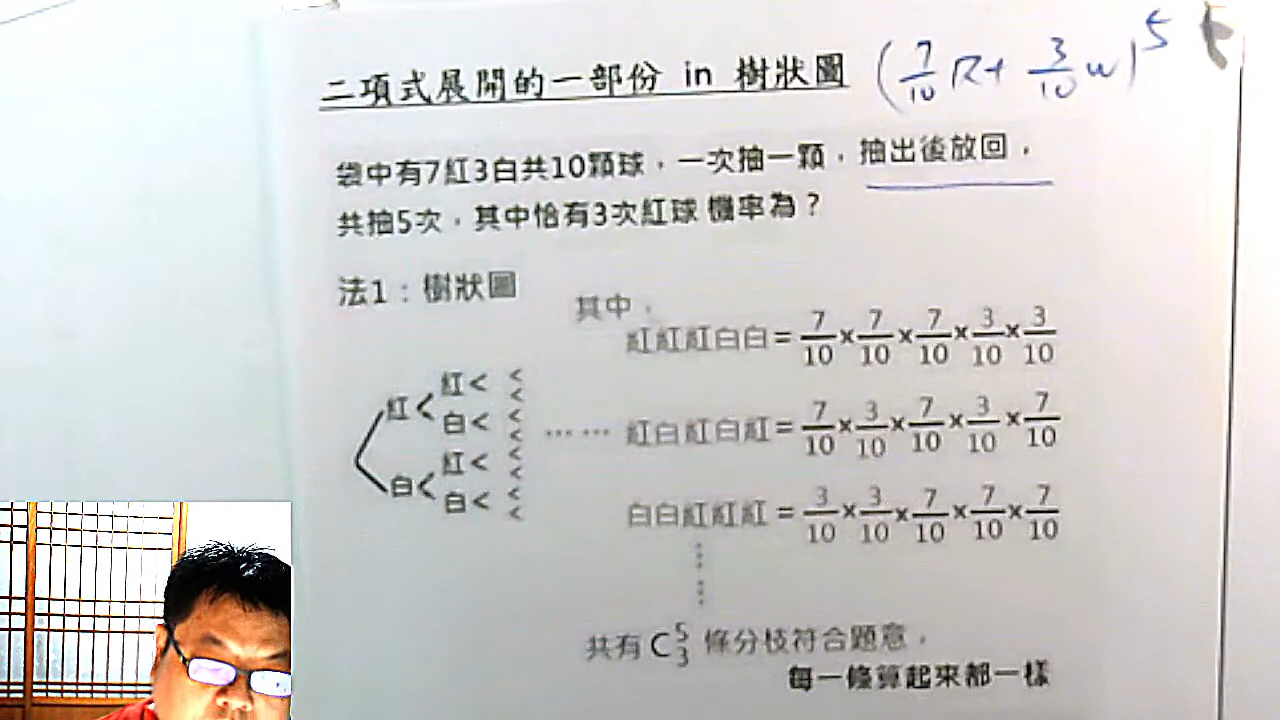 二項式展開的一部份 in 樹狀圖 (7/10 R + 3/10 w)^5
袋中有7紅3白共10顆球，一次抽一顆，抽出後放回，
共抽5次，其中恰有3次紅球 機率為？
法1：樹狀圖
其中，
紅紅紅白白 = 7/10 × 7/10 × 7/10 × 3/10 × 3/10
紅< 紅< <
白< <
白< 紅< <
白< <
…… 紅白紅白紅 = 7/10 × 3/10 × 7/10 × 3/10 × 7/10
白白紅紅紅 = 3/10 × 3/10 × 7/10 × 7/10 × 7/10
……
共有 C^5_3 條分枝符合題意，
每一條算起來都一樣